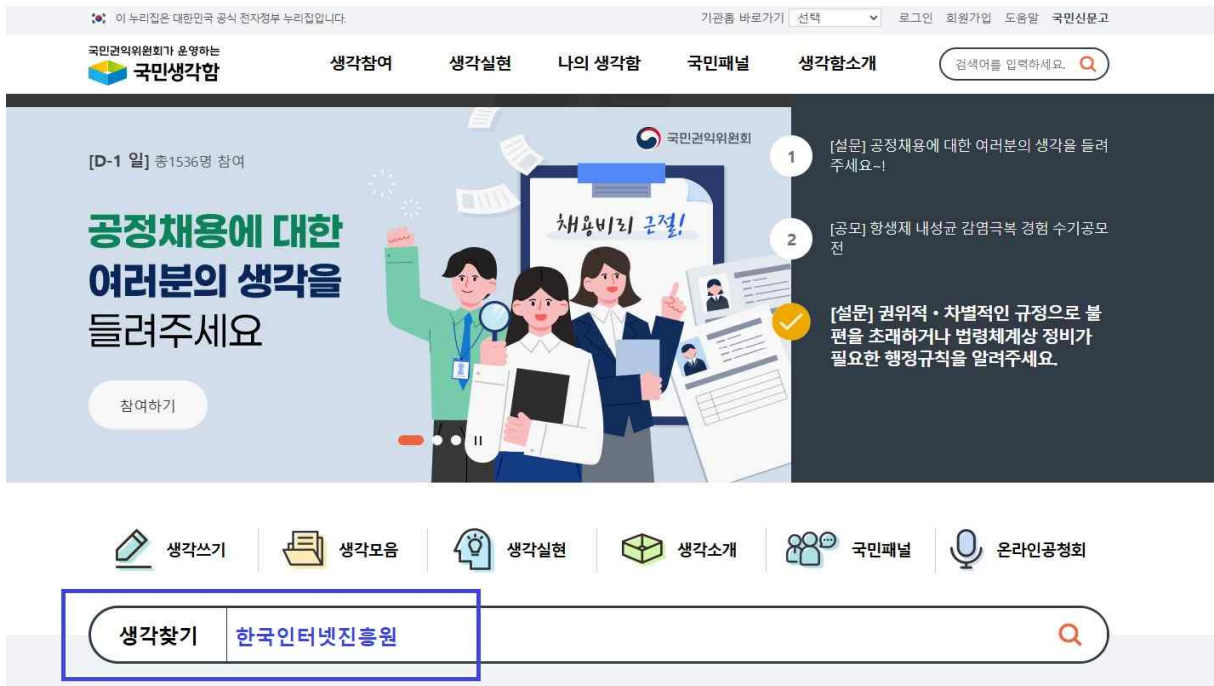 이 누리집은 대한민국 공식 전자정부 누리집입니다.
기관홈 바로가기 선택 로그인 회원가입 도움말 국민신문고
국민권익위원회가 운영하는
국민생각함
생각참여 생각실현 나의 생각함 국민패널 생각함소개
검색어를 입력하세요.
[D-1 일] 총1536명 참여
공정채용에 대한
여러분의 생각을
들려주세요
참여하기
국민권익위원회
채용비리 근절!
1 [설문] 공정채용에 대한 여러분의 생각을 들려
주세요~!
2 [공모] 항생제 내성균 감염극복 경험 수기공모
전
[설문] 권위적・차별적인 규정으로 불
편을 초래하거나 법령체계상 정비가
필요한 행정규칙을 알려주세요.
생각쓰기 생각모음 생각실현 생각소개 국민패널 온라인공청회
생각찾기 한국인터넷진흥원